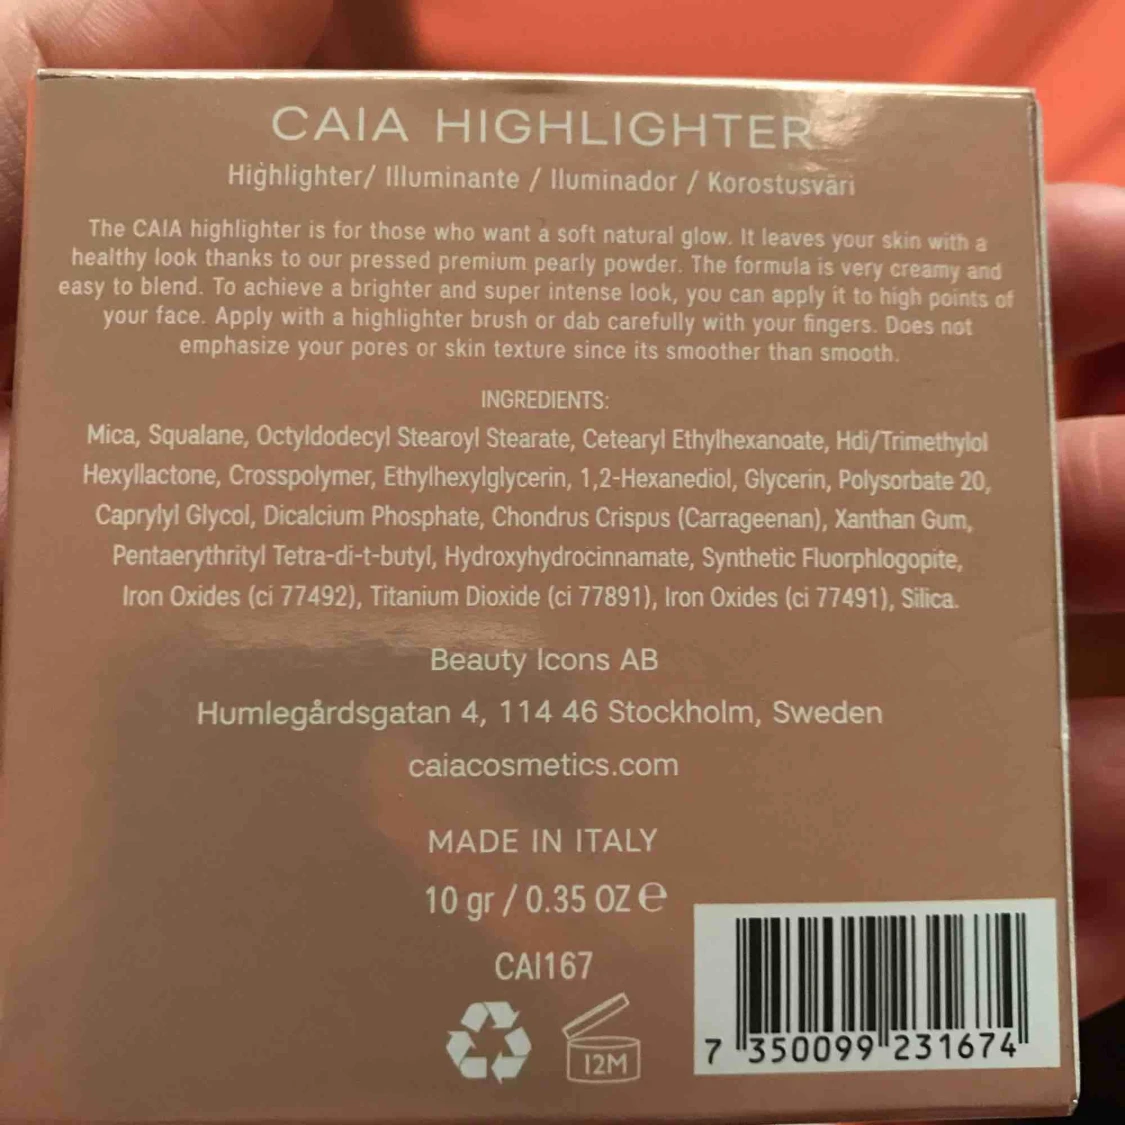 CAIA HIGHLIGHTER
Highlighter/ Illuminante / Iluminador / Korostusväri
The CAIA highlighter is for those who want a soft natural glow. It leaves your skin with a
healthy look thanks to our pressed premium pearly powder. The formula is very creamy and
easy to blend. To achieve a brighter and super intense look, you can apply it to high points of
your face. Apply with a highlighter brush or dab carefully with your fingers. Does not
emphasize your pores or skin texture since its smoother than smooth.
INGREDIENTS:
Mica, Squalane, Octyldodecyl Stearoyl Stearate, Cetearyl Ethylhexanoate, Hdi/Trimethylol
Hexyllactone, Crosspolymer, Ethylhexylglycerin, 1,2-Hexanediol, Glycerin, Polysorbate 20,
Caprylyl Glycol, Dicalcium Phosphate, Chondrus Crispus (Carrageenan), Xanthan Gum,
Pentaerythrityl Tetra-di-t-butyl, Hydroxyhydrocinnamate, Synthetic Fluorphlogopite,
Iron Oxides (ci 77492), Titanium Dioxide (ci 77891), Iron Oxides (ci 77491), Silica.
Beauty Icons AB
Humlegårdsgatan 4, 114 46 Stockholm, Sweden
caiacosmetics.com
MADE IN ITALY
10 gr / 0.35 OZ ℮
CAI167
12M
7 350099 231674